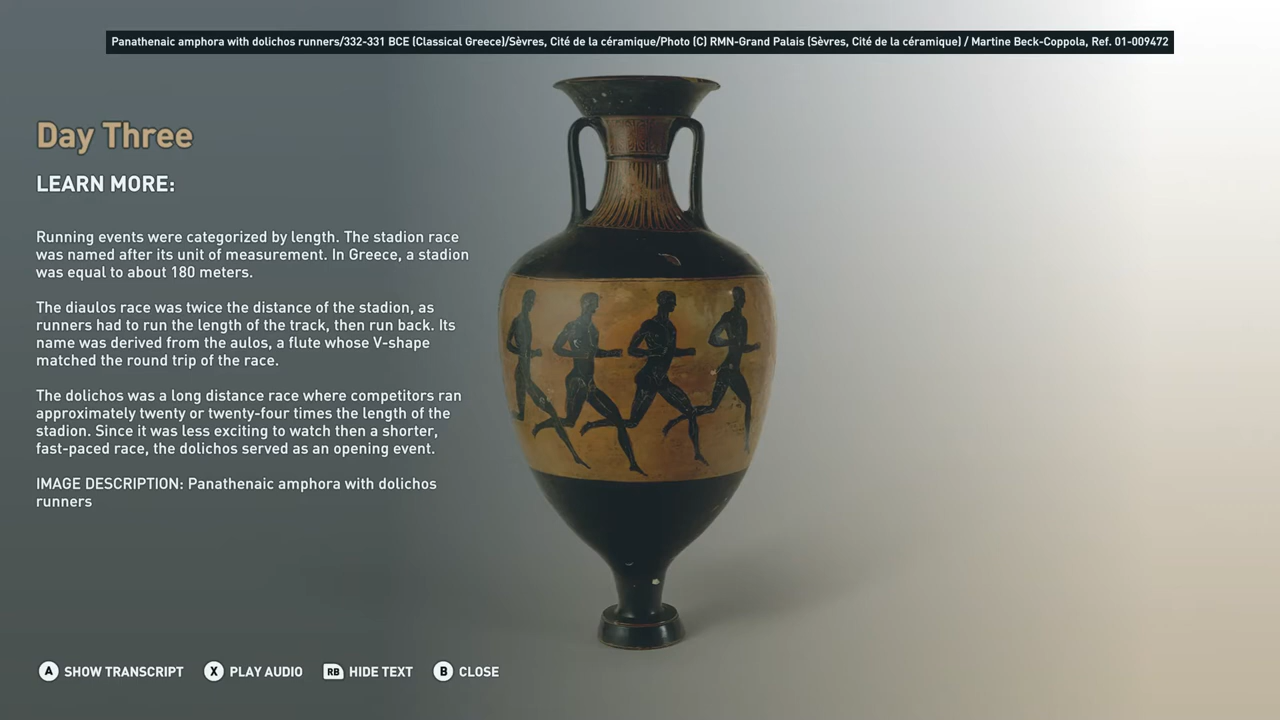 Panathenaic amphora with dolichos runners/332-331 BCE (Classical Greece)/Sèvres, Cité de la céramique/Photo (C) RMN-Grand Palais (Sèvres, Cité de la céramique) / Martine Beck-Coppola, Ref. 01-009472
Day Three
LEARN MORE:
Running events were categorized by length. The stadion race
was named after its unit of measurement. In Greece, a stadion
was equal to about 180 meters.
The diaulos race was twice the distance of the stadion, as
runners had to run the length of the track, then run back. Its
name was derived from the aulos, a flute whose V-shape
matched the round trip of the race.
The dolichos was a long distance race where competitors ran
approximately twenty or twenty-four times the length of the
stadion. Since it was less exciting to watch then a shorter,
fast-paced race, the dolichos served as an opening event.
IMAGE DESCRIPTION: Panathenaic amphora with dolichos
runners
A SHOW TRANSCRIPT X PLAY AUDIO RB HIDE TEXT B CLOSE